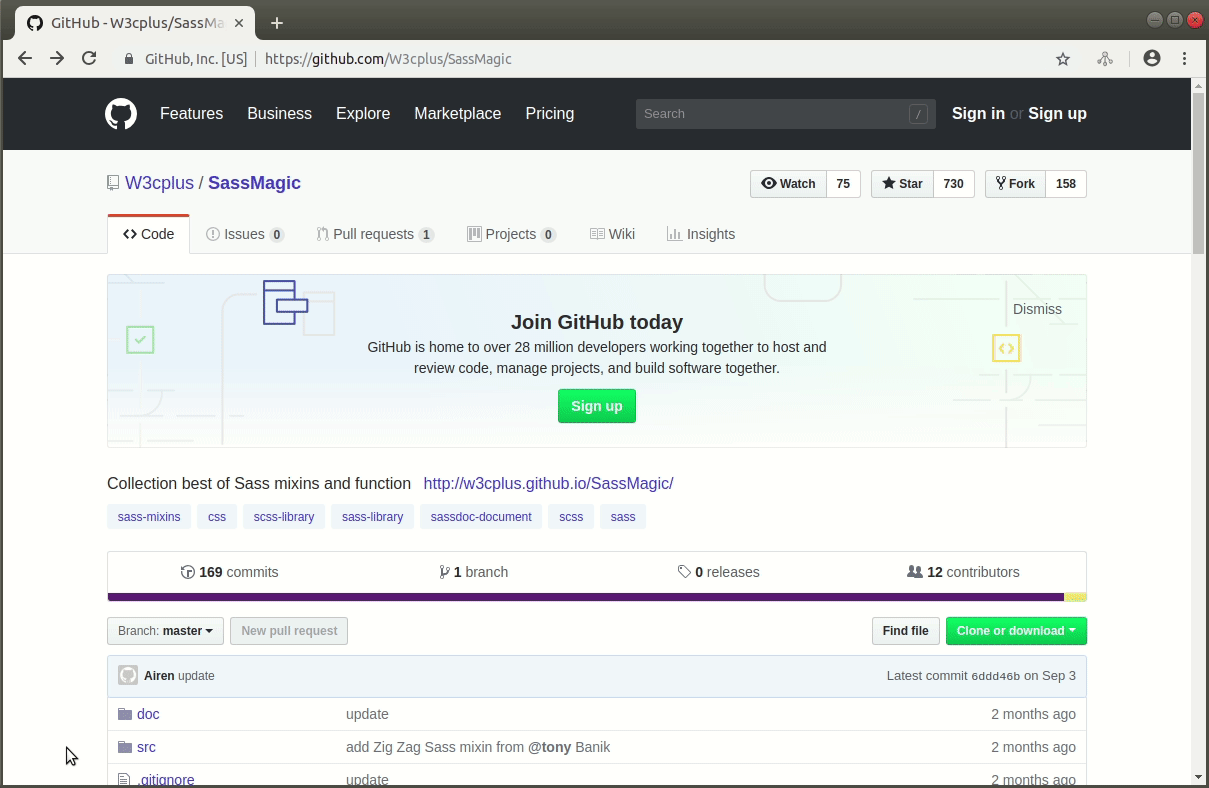 GitHub - W3cplus/SassMa
GitHub, Inc. [US] https://github.com/W3cplus/SassMagic
Features Business Explore Marketplace Pricing Search / Sign in or Sign up
W3cplus / SassMagic Watch 75 Star 730 Fork 158
Code Issues 0 Pull requests 1 Projects 0 Wiki Insights
Dismiss
Join GitHub today
GitHub is home to over 28 million developers working together to host and
review code, manage projects, and build software together.
Sign up
Collection best of Sass mixins and function http://w3cplus.github.io/SassMagic/
sass-mixins css scss-library sass-library sassdoc-document scss sass
169 commits 1 branch 0 releases 12 contributors
Branch: master New pull request Find file Clone or download
Airen update Latest commit 6ddd46b on Sep 3
doc update 2 months ago
src add Zig Zag Sass mixin from @tony Banik 2 months ago
.gitignore update 2 months ago